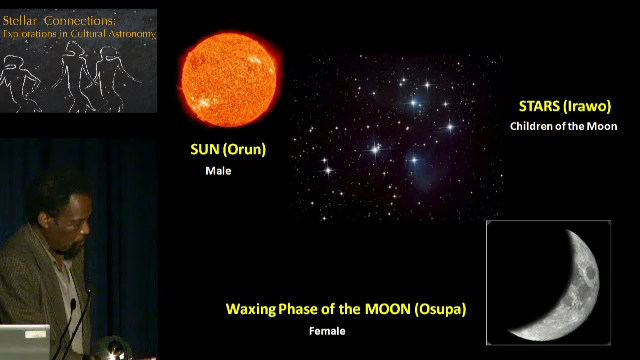 Stellar Connections:
Explorations in Cultural Astronomy
SUN (Orun)
Male
STARS (Irawo)
Children of the Moon
Waxing Phase of the MOON (Osupa)
Female